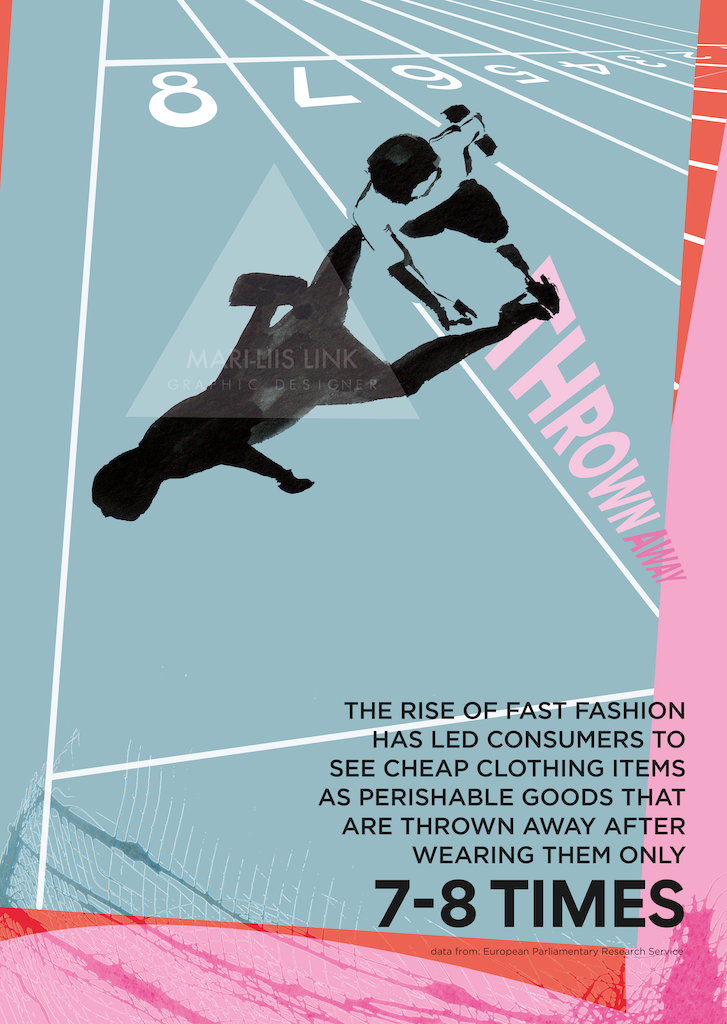 8 7 6 5 4 3 2
MARI-LIIS LINK
GRAPHIC DESIGNER
THROWN AWAY
THE RISE OF FAST FASHION
HAS LED CONSUMERS TO
SEE CHEAP CLOTHING ITEMS
AS PERISHABLE GOODS THAT
ARE THROWN AWAY AFTER
WEARING THEM ONLY
7-8 TIMES
data from: European Parliamentary Research Service